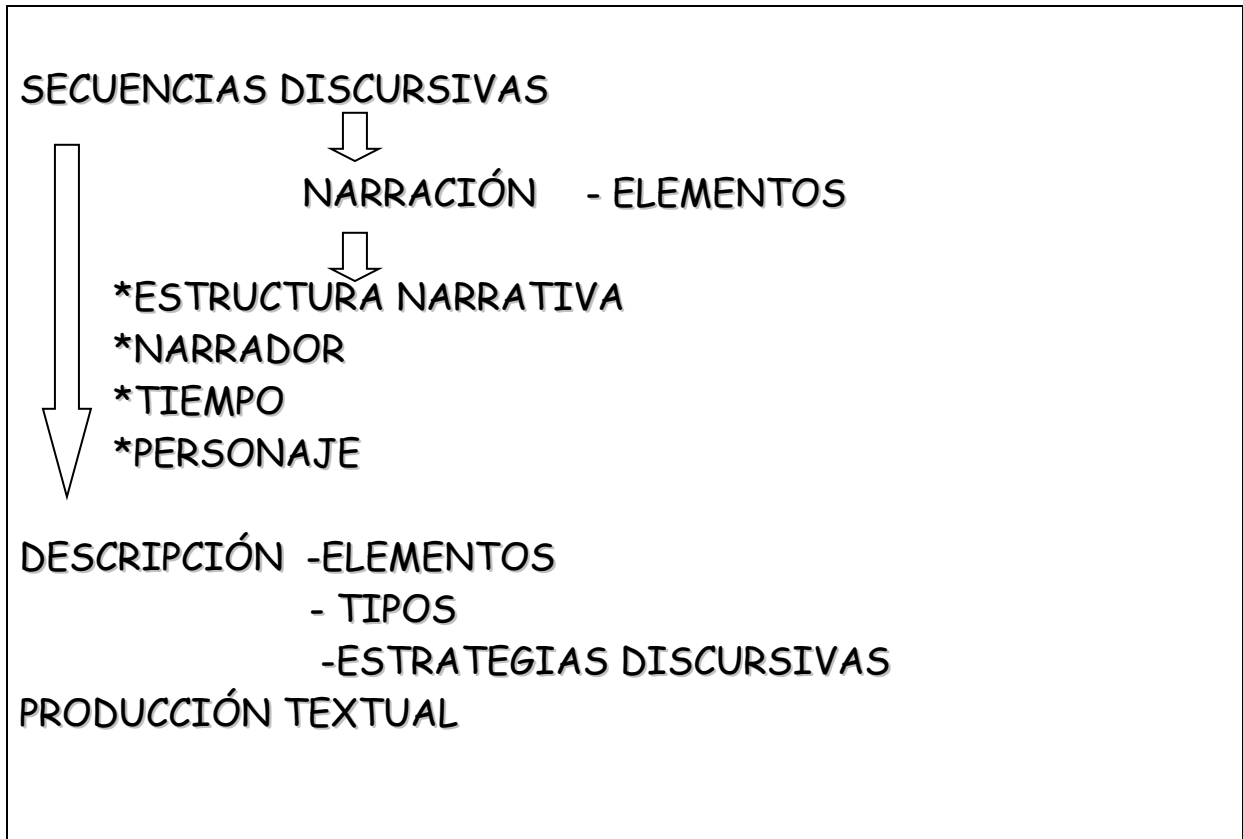 SECUENCIAS DISCURSIVAS
NARRACIÓN - ELEMENTOS
*ESTRUCTURA NARRATIVA
*NARRADOR
*TIEMPO
*PERSONAJE
DESCRIPCIÓN -ELEMENTOS
- TIPOS
-ESTRATEGIAS DISCURSIVAS
PRODUCCIÓN TEXTUAL